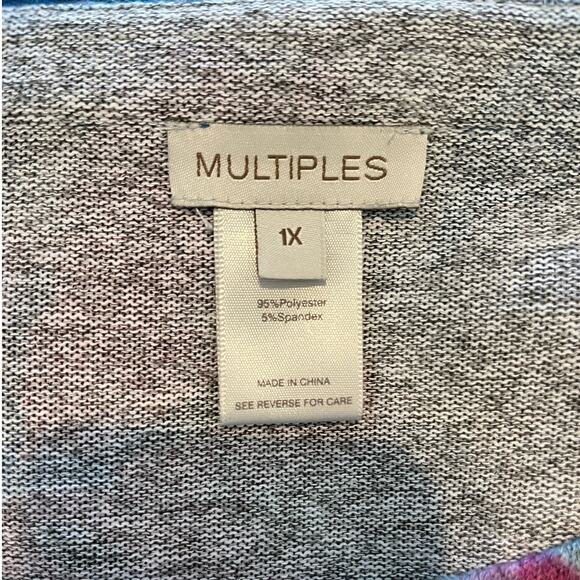 MULTIPLES
1X
95%Polyester
5%Spandex
MADE IN CHINA
SEE REVERSE FOR CARE